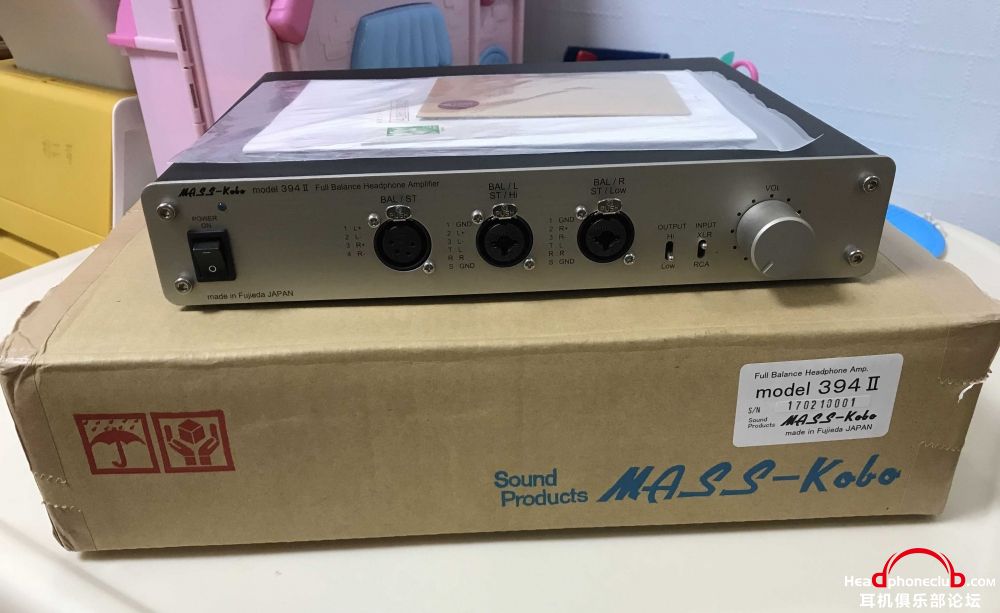 MASS-Kobo model 394 II Full Balance Headphone Amplifier
POWER
ON
BAL / ST
1 L+
2 L-
3 R+
4 R-
BAL / L
ST / Hi
1 GND
2 L+
3 L-
T L
R R
S GND
BAL / R
ST / Low
1 GND
2 R+
3 R-
T L
R R
S GND
OUTPUT
Hi
Low
INPUT
XLR
RCA
VOL
made in Fujieda JAPAN
Full Balance Headphone Amp.
model 394 II
S/N 170210001
Sound
Products MASS-Kobo
made in Fujieda JAPAN
Sound
Products MASS-Kobo
Headphoneclub.com
耳机俱乐部论坛